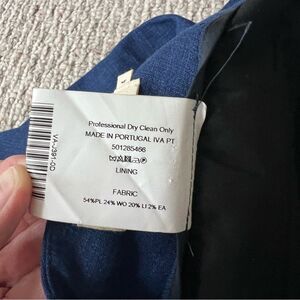 Professional Dry Clean Only
MADE IN PORTUGAL IVA PT
501285466
LINING
FABRIC
54%PL 24% WO 20% LI 2% EA